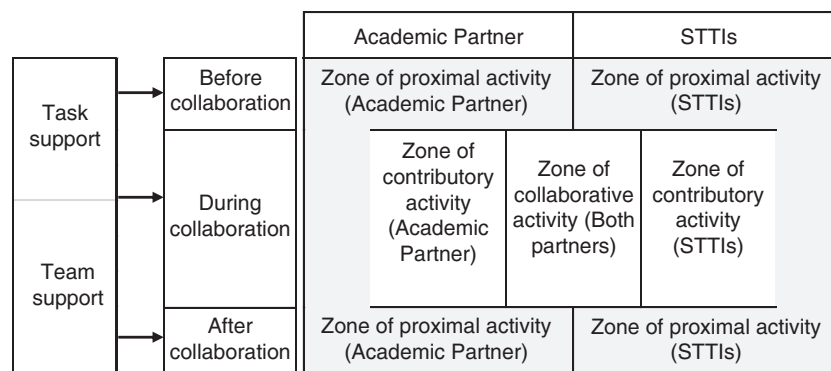 Academic Partner
STTIs
Task
support
Team
support
Before
collaboration
Zone of proximal activity
(Academic Partner)
Zone of proximal activity
(STTIs)
During
collaboration
Zone of
contributory
activity
(Academic
Partner)
Zone of
collaborative
activity (Both
partners)
Zone of
contributory
activity
(STTIs)
After
collaboration
Zone of proximal activity
(Academic Partner)
Zone of proximal activity
(STTIs)